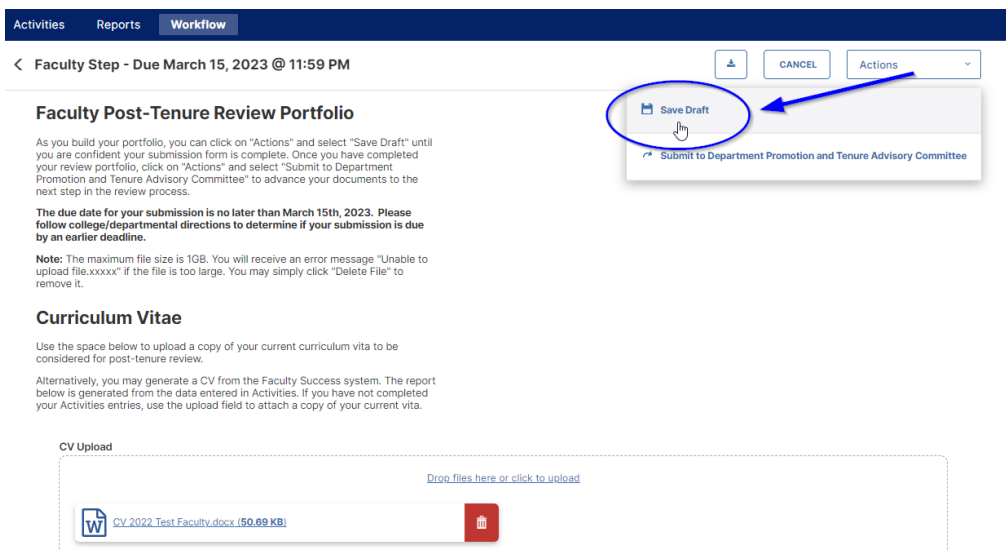 Activities Reports Workflow
Faculty Step - Due March 15, 2023 @ 11:59 PM
CANCEL
Actions
Save Draft
Submit to Department Promotion and Tenure Advisory Committee
Faculty Post-Tenure Review Portfolio
As you build your portfolio, you can click on "Actions" and select "Save Draft" until
you are confident your submission form is complete. Once you have completed
your review portfolio, click on "Actions" and select "Submit to Department
Promotion and Tenure Advisory Committee" to advance your documents to the
next step in the review process.
The due date for your submission is no later than March 15th, 2023. Please
follow college/departmental directions to determine if your submission is due
by an earlier deadline.
Note: The maximum file size is 1GB. You will receive an error message "Unable to
upload file.xxxxx" if the file is too large. You may simply click "Delete File" to
remove it.
Curriculum Vitae
Use the space below to upload a copy of your current curriculum vita to be
considered for post-tenure review.
Alternatively, you may generate a CV from the Faculty Success system. The report
below is generated from the data entered in Activities. If you have not completed
your Activities entries, use the upload field to attach a copy of your current vita.
CV Upload
Drop files here or click to upload
W
CV 2022 Test Faculty.docx (50.69 KB)